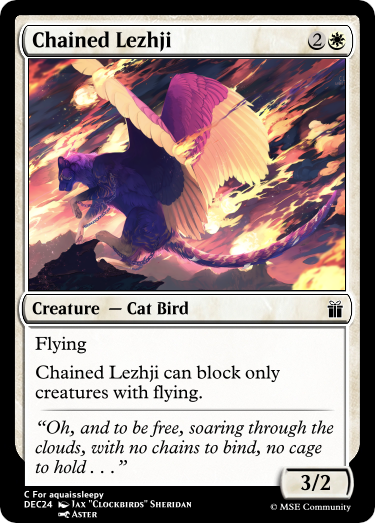 Chained Lezhji 2
Creature — Cat Bird
Flying
Chained Lezhji can block only
creatures with flying.
“Oh, and to be free, soaring through the
clouds, with no chains to bind, no cage
to hold . . .”
3/2
C For aquaissleepy
DEC24 Jax "Clockbirds" Sheridan
Aster
© MSE Community